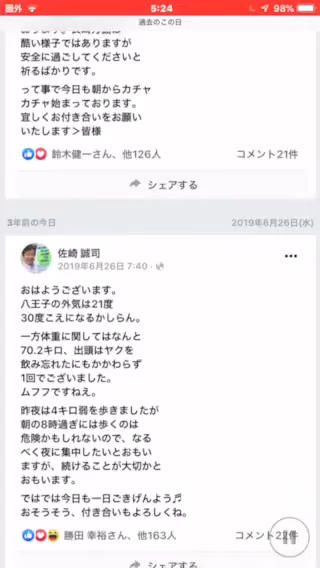 圏外
5:24
98%
過去のこの日
酷い様子ではありますが
安全に過ごしてくださいと
祈るばかりです。
って事で今日も朝からカチャ
カチャ始まっております。
宜しくお付き合いをお願い
いたします＞皆様
鈴木健一さん、他126人
コメント21件
シェアする
3年前の今日
2019年6月26日(水)
佐崎 誠司
2019年6月26日 7:40 ·
おはようございます。
八王子の外気は21度
30度こえになるかしらん。
一方体重に関してはなんと
70.2キロ、出頭はヤクを
飲み忘れたにもかかわらず
1回でございました。
ムフフですねえ。
昨夜は4キロ弱を歩きましたが
朝の8時過ぎには歩くのは
危険かもしれないので、なる
べく夜に集中したいとおもい
ますが、続けることが大切かと
おもいます。
ではでは今日も一日ごきげんよう♬
おそうそう、付き合いもよろしくね。
勝田 幸裕さん、他163人
コメント22件
シェアする